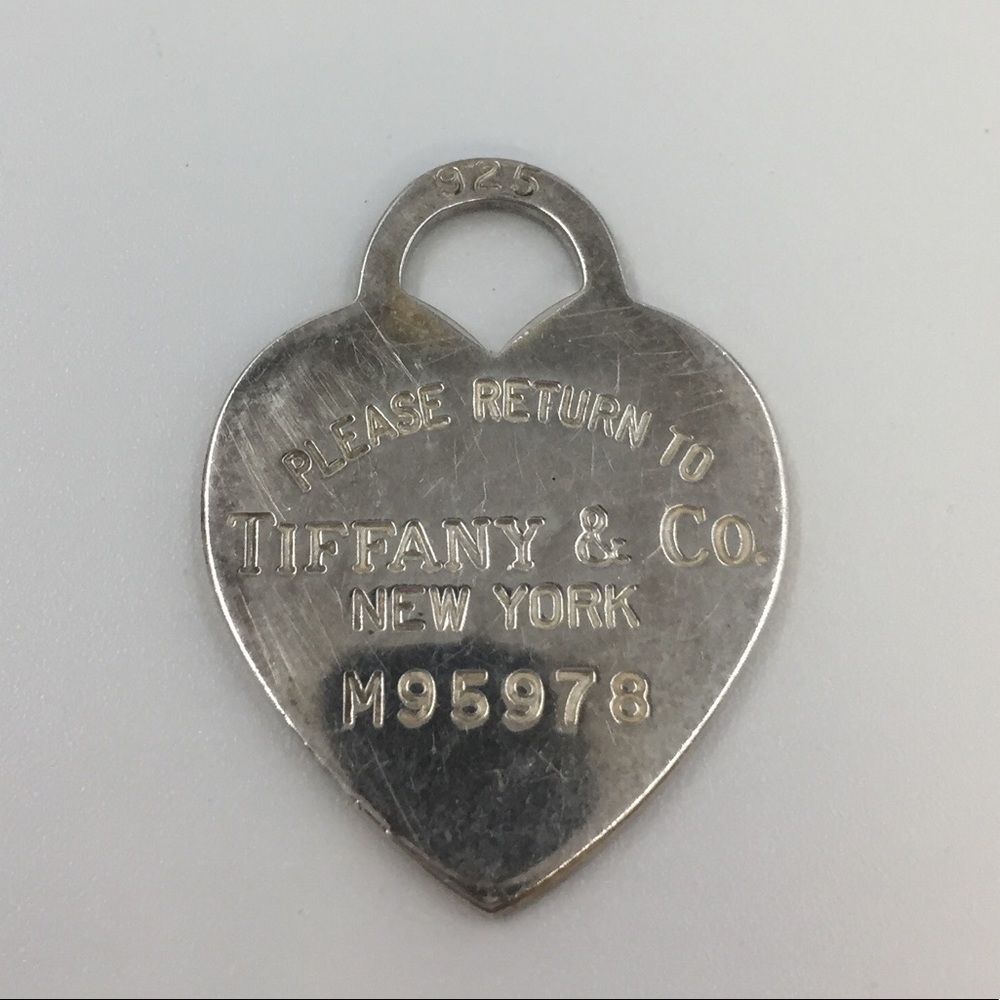 925
PLEASE RETURN TO
TIFFANY & CO.
NEW YORK
M95978